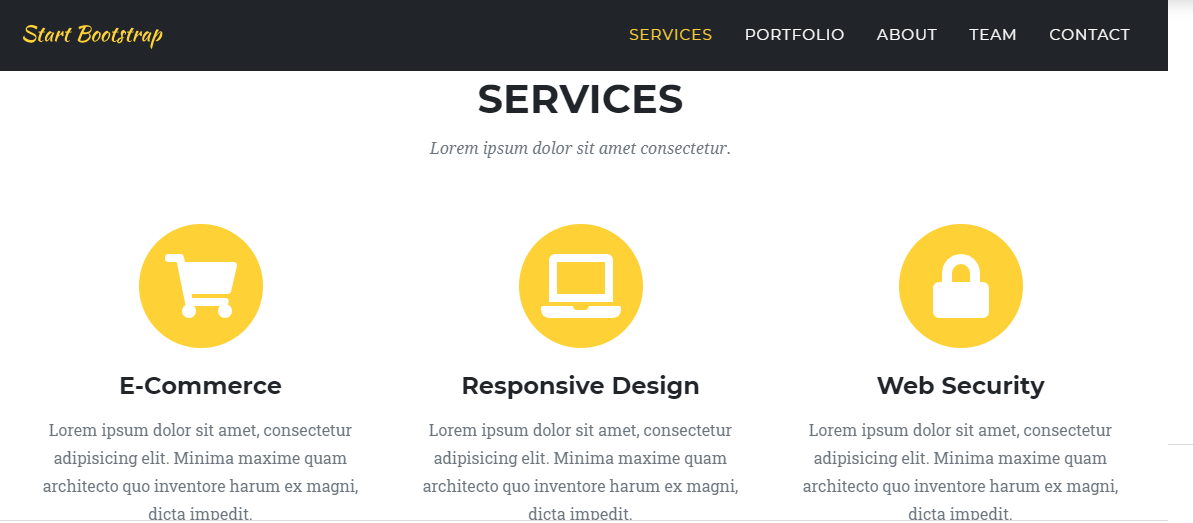 Start Bootstrap SERVICES PORTFOLIO ABOUT TEAM CONTACT
SERVICES
Lorem ipsum dolor sit amet consectetur.
E-Commerce
Lorem ipsum dolor sit amet, consectetur
adipisicing elit. Minima maxime quam
architecto quo inventore harum ex magni,
dicta impedit.
Responsive Design
Lorem ipsum dolor sit amet, consectetur
adipisicing elit. Minima maxime quam
architecto quo inventore harum ex magni,
dicta impedit.
Web Security
Lorem ipsum dolor sit amet, consectetur
adipisicing elit. Minima maxime quam
architecto quo inventore harum ex magni,
dicta impedit.